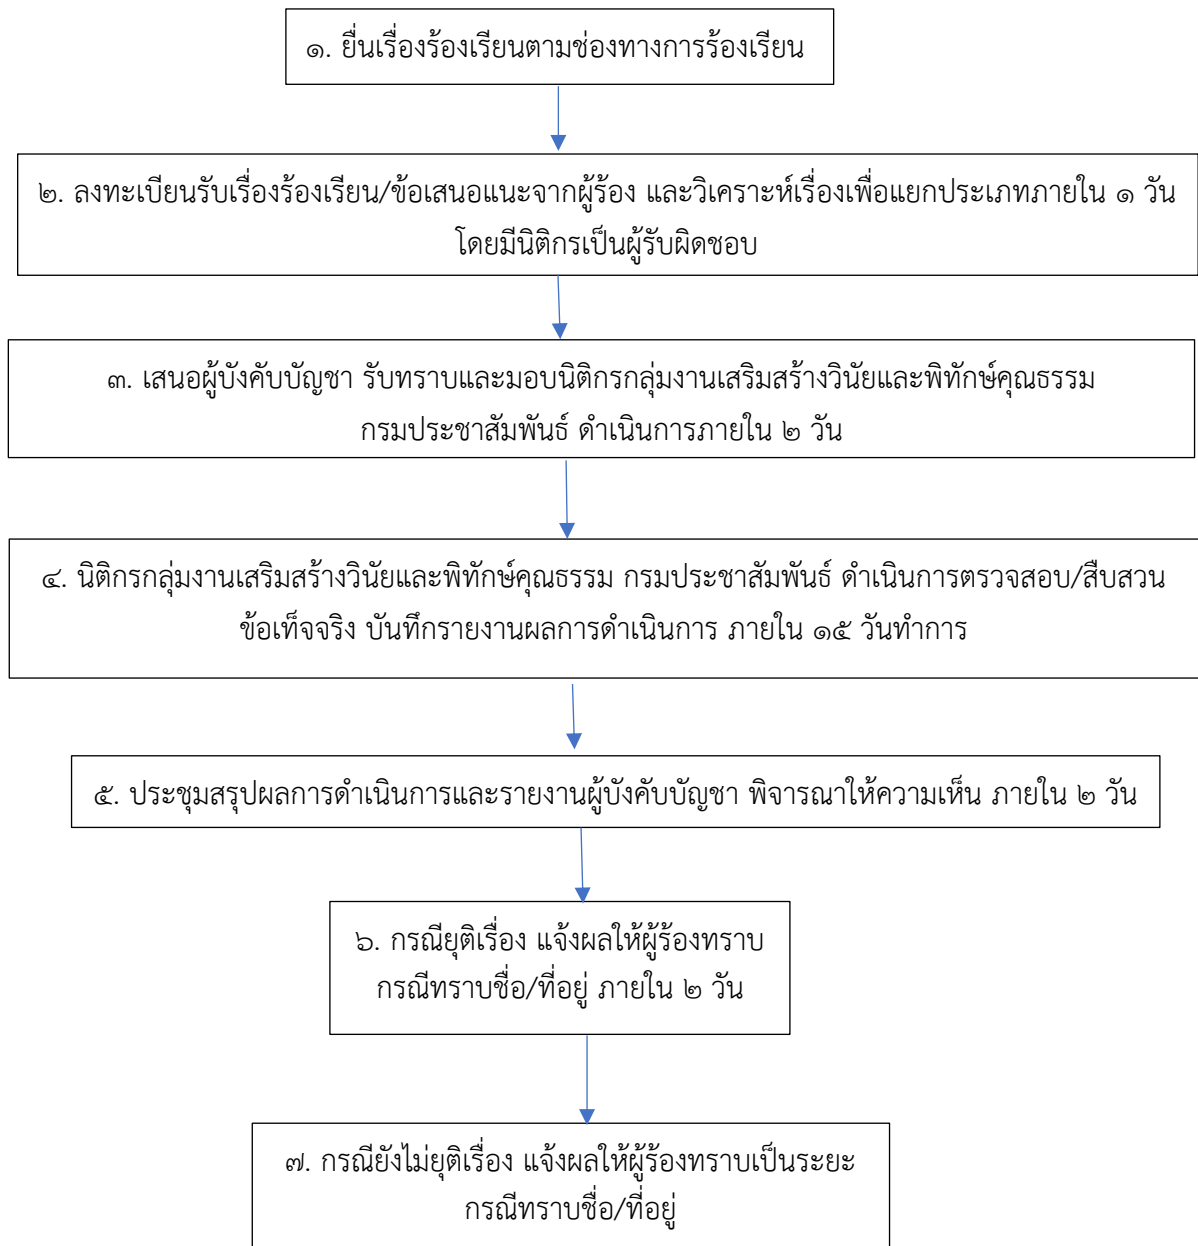 ๑. ยื่นเรื่องร้องเรียนตามช่องทางการร้องเรียน
๒. ลงทะเบียนรับเรื่องร้องเรียน/ข้อเสนอแนะจากผู้ร้อง และวิเคราะห์เรื่องเพื่อแยกประเภทภายใน ๑ วัน
โดยมีนิติกรเป็นผู้รับผิดชอบ
๓. เสนอผู้บังคับบัญชา รับทราบและมอบนิติกรกลุ่มงานเสริมสร้างวินัยและพิทักษ์คุณธรรม
กรมประชาสัมพันธ์ ดำเนินการภายใน ๒ วัน
๔. นิติกรกลุ่มงานเสริมสร้างวินัยและพิทักษ์คุณธรรม กรมประชาสัมพันธ์ ดำเนินการตรวจสอบ/สืบสวน
ข้อเท็จจริง บันทึกรายงานผลการดำเนินการ ภายใน ๑๕ วันทำการ
๕. ประชุมสรุปผลการดำเนินการและรายงานผู้บังคับบัญชา พิจารณาให้ความเห็น ภายใน ๒ วัน
๖. กรณียุติเรื่อง แจ้งผลให้ผู้ร้องทราบ
กรณีทราบชื่อ/ที่อยู่ ภายใน ๒ วัน
๗. กรณียังไม่ยุติเรื่อง แจ้งผลให้ผู้ร้องทราบเป็นระยะ
กรณีทราบชื่อ/ที่อยู่